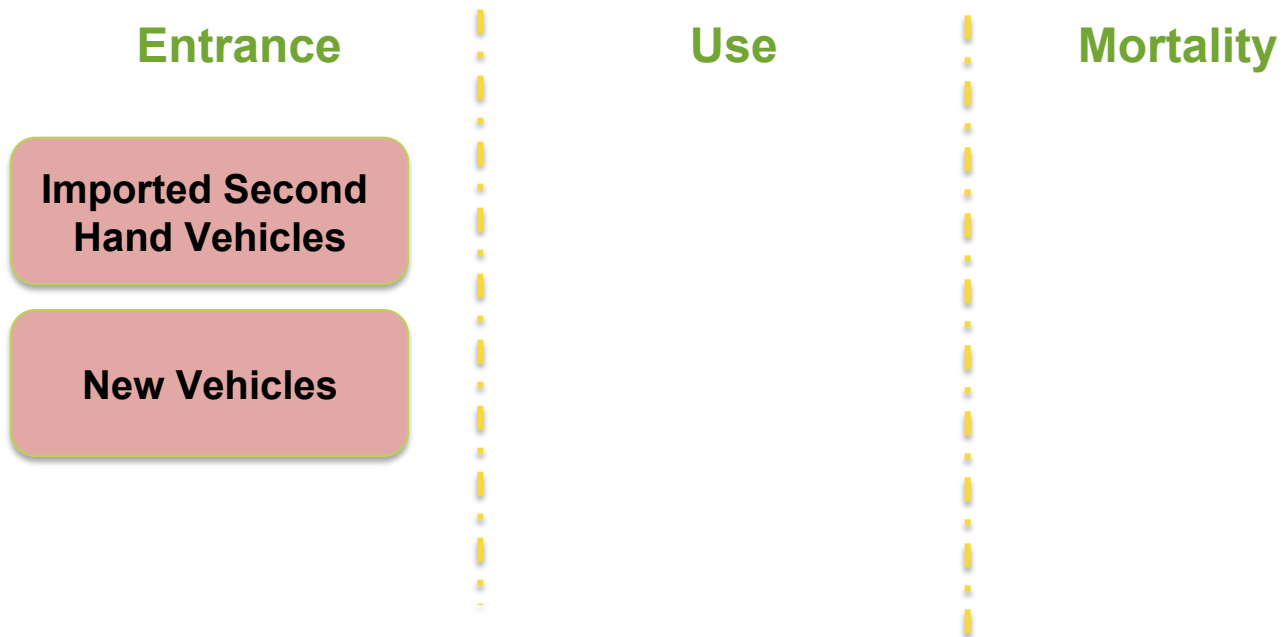 Entrance
Use
Mortality
Imported Second
Hand Vehicles
New Vehicles